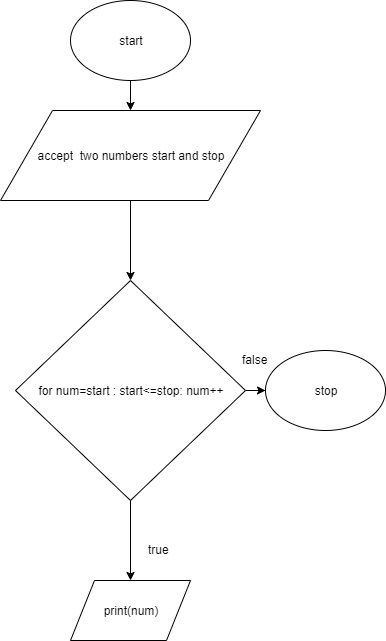 start
accept  two numbers start and stop
false
for num=start : start<=stop: num++
stop
true
print(num)